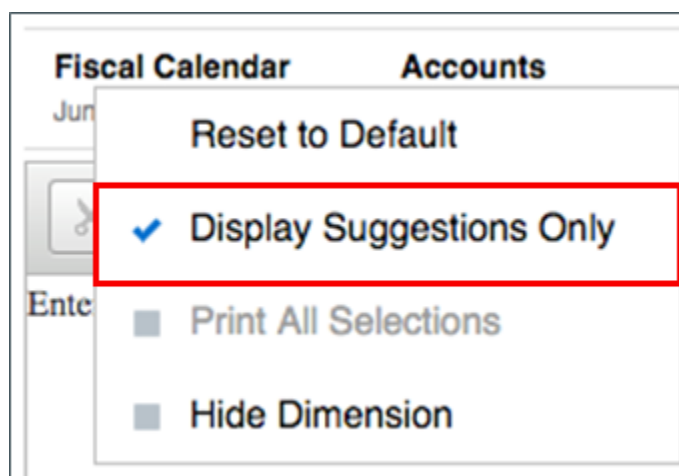 Fiscal Calendar Accounts
Jun
Reset to Default
Display Suggestions Only
Ente
Print All Selections
Hide Dimension